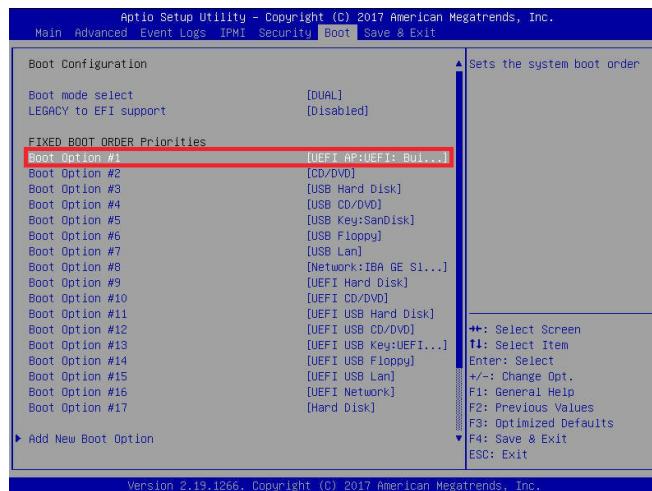 Aptio Setup Utility – Copyright (C) 2017 American Megatrends, Inc.
Main Advanced Event Logs IPMI Security Boot Save & Exit
Boot Configuration
Sets the system boot order
Boot mode select [DUAL]
LEGACY to EFI support [Disabled]
FIXED BOOT ORDER Priorities
Boot Option #1 [UEFI AP:UEFI: Bui...]
Boot Option #2 [CD/DVD]
Boot Option #3 [USB Hard Disk]
Boot Option #4 [USB CD/DVD]
Boot Option #5 [USB Key:SanDisk]
Boot Option #6 [USB Floppy]
Boot Option #7 [USB Lan]
Boot Option #8 [Network:IBA GE Sl...]
Boot Option #9 [UEFI Hard Disk]
Boot Option #10 [UEFI CD/DVD]
Boot Option #11 [UEFI USB Hard Disk]
Boot Option #12 [UEFI USB CD/DVD]
Boot Option #13 [UEFI USB Key:UEFI...]
Boot Option #14 [UEFI USB Floppy]
Boot Option #15 [UEFI USB Lan]
Boot Option #16 [UEFI Network]
Boot Option #17 [Hard Disk]
Add New Boot Option
→←: Select Screen
↑↓: Select Item
Enter: Select
+/-: Change Opt.
F1: General Help
F2: Previous Values
F3: Optimized Defaults
F4: Save & Exit
ESC: Exit
Version 2.19.1266. Copyright (C) 2017 American Megatrends, Inc.